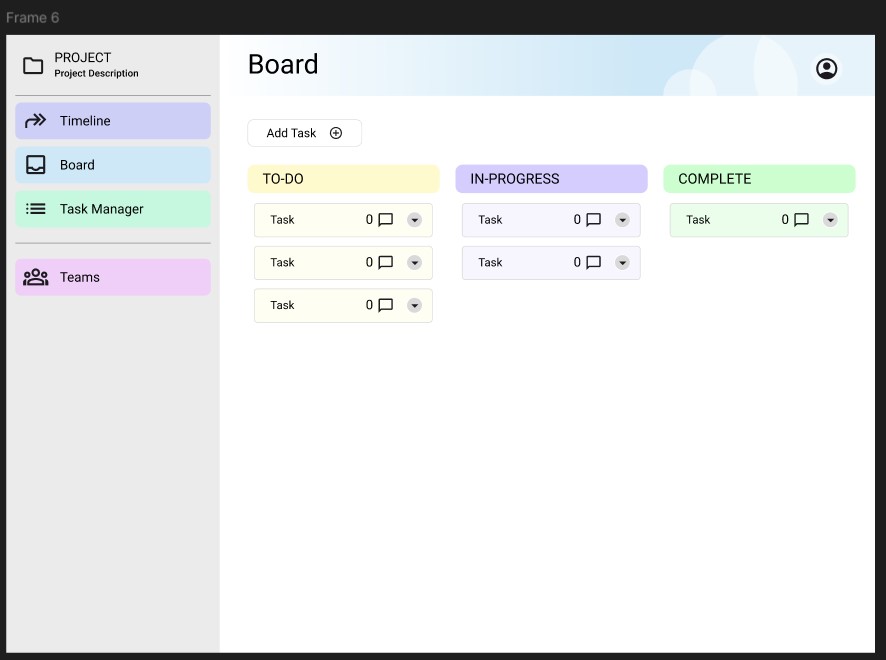 Frame 6
PROJECT
Project Description
Timeline
Board
Task Manager
Teams
Board
Add Task
TO-DO
Task 0
Task 0
Task 0
IN-PROGRESS
Task 0
Task 0
COMPLETE
Task 0